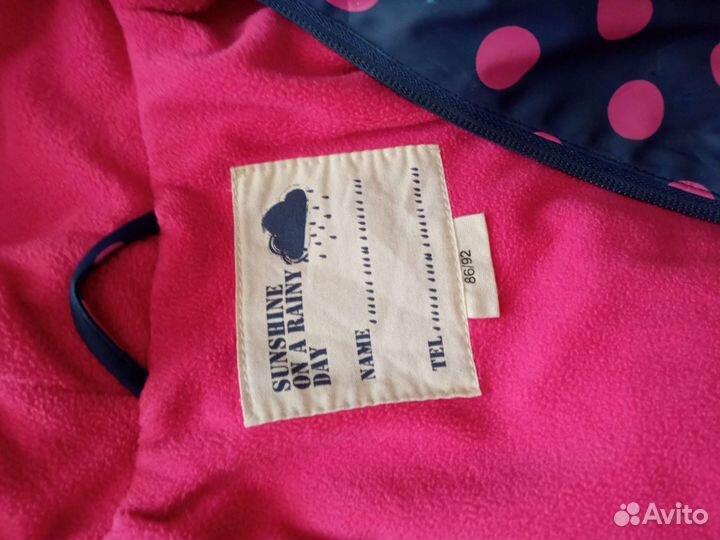 SUNSHINE
ON A RAINY
DAY
NAME
TEL
86/92
Avito